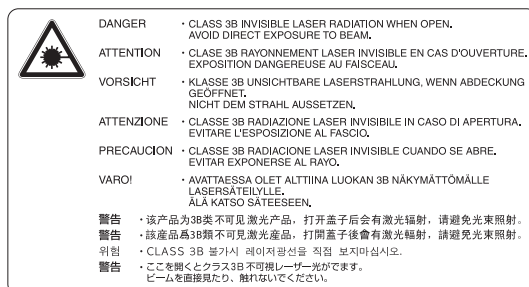 DANGER ・CLASS 3B INVISIBLE LASER RADIATION WHEN OPEN.
AVOID DIRECT EXPOSURE TO BEAM.
ATTENTION ・CLASE 3B RAYONNEMENT LASER INVISIBLE EN CAS D'OUVERTURE.
EXPOSITION DANGEREUSE AU FAISCEAU.
VORSICHT ・KLASSE 3B UNSICHTBARE LASERSTRAHLUNG, WENN ABDECKUNG
GEÖFFNET.
NICHT DEM STRAHL AUSSETZEN.
ATTENZIONE ・CLASSE 3B RADIAZIONE LASER INVISIBILE IN CASO DI APERTURA.
EVITARE L'ESPOSIZIONE AL FASCIO.
PRECAUCION ・CLASSE 3B RADIACIONE LASER INVISIBLE CUANDO SE ABRE.
EVITAR EXPONERSE AL RAYO.
VARO! ・AVATTAESSA OLET ALTTIINA LUOKAN 3B NÄKYMÄTTÖMÄLLE
LASERSÄTEILYLLE.
ÄLÄ KATSO SÄTEESEEN.
警告 ・该产品为3B类不可见激光产品，打开盖子后会有激光辐射，请避免光束照射。
警告 ・該産品爲3B類不可見激光産品，打開蓋子後會有激光輻射，請避免光束照射。
위험 ・CLASS 3B 불가시 레이저광선을 직접 보지마십시오.
警告 ・ここを開くとクラス3B不可視レーザー光がでます。
ビームを直接見たり、触れないでください。